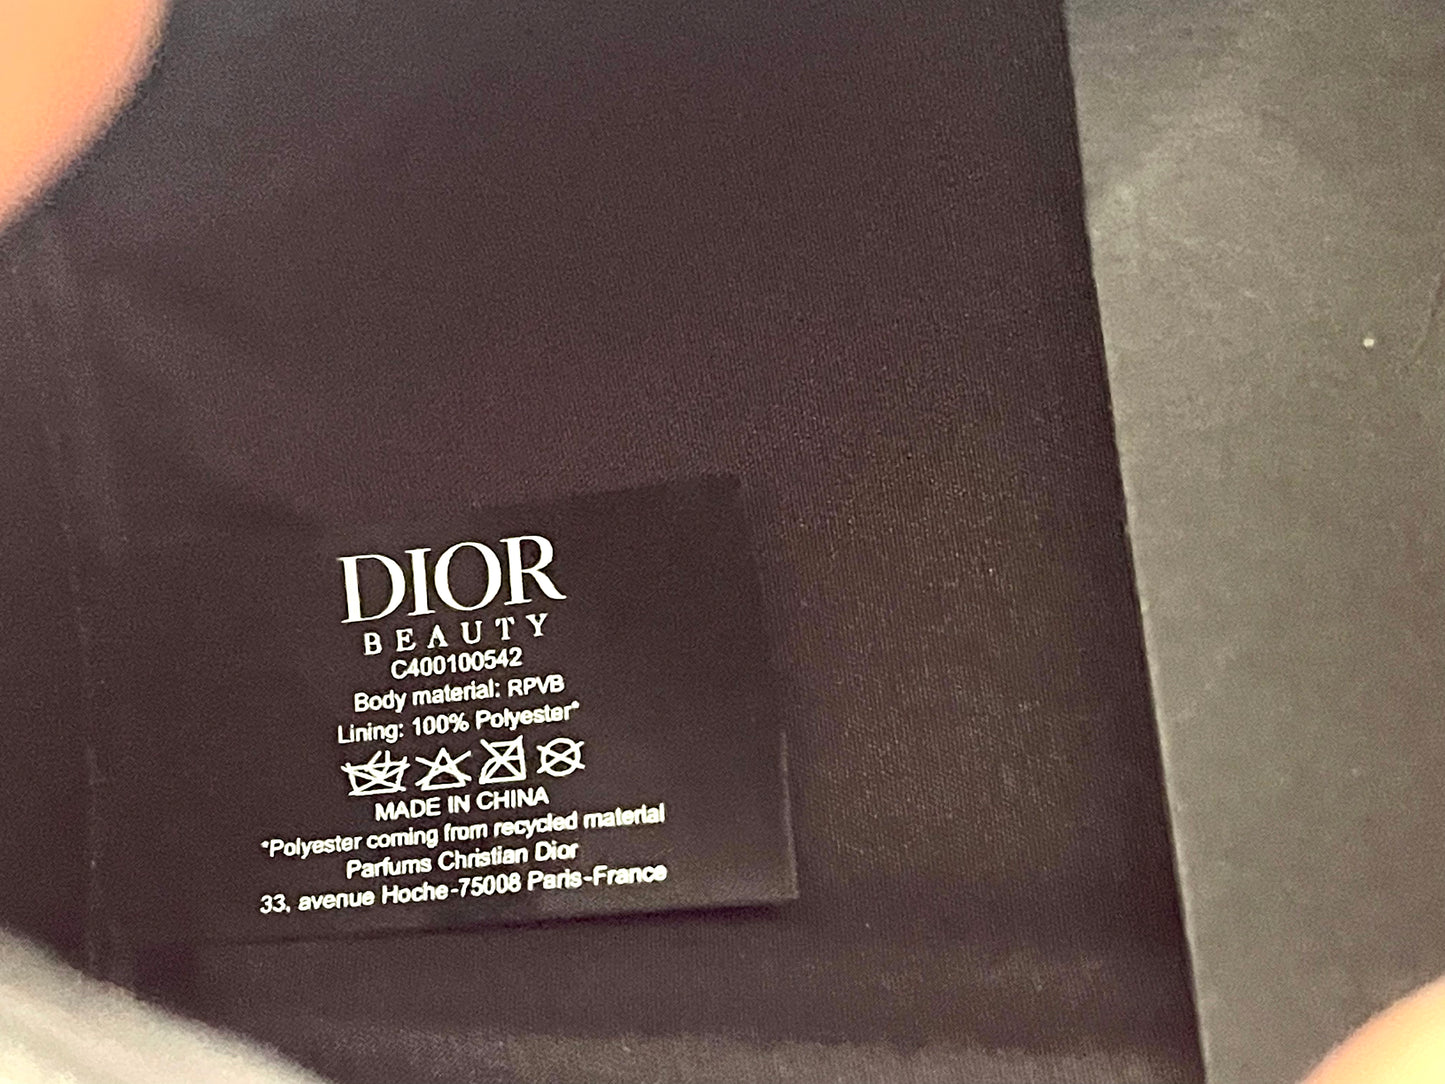 DIOR
BEAUTY
C400100542
Body material: RPVB
Lining: 100% Polyester*
MADE IN CHINA
*Polyester coming from recycled material
Parfums Christian Dior
33, avenue Hoche-75008 Paris-France